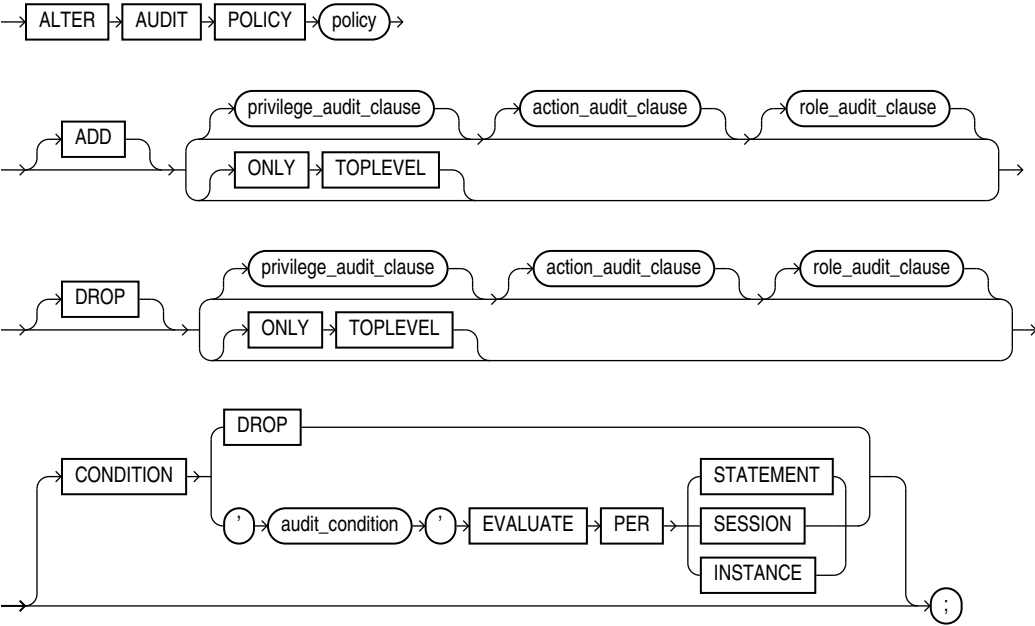 ALTER AUDIT POLICY policy
privilege_audit_clause action_audit_clause role_audit_clause
ADD
ONLY TOPLEVEL
privilege_audit_clause action_audit_clause role_audit_clause
DROP
ONLY TOPLEVEL
DROP
CONDITION STATEMENT
' audit_condition ' EVALUATE PER SESSION
INSTANCE
;